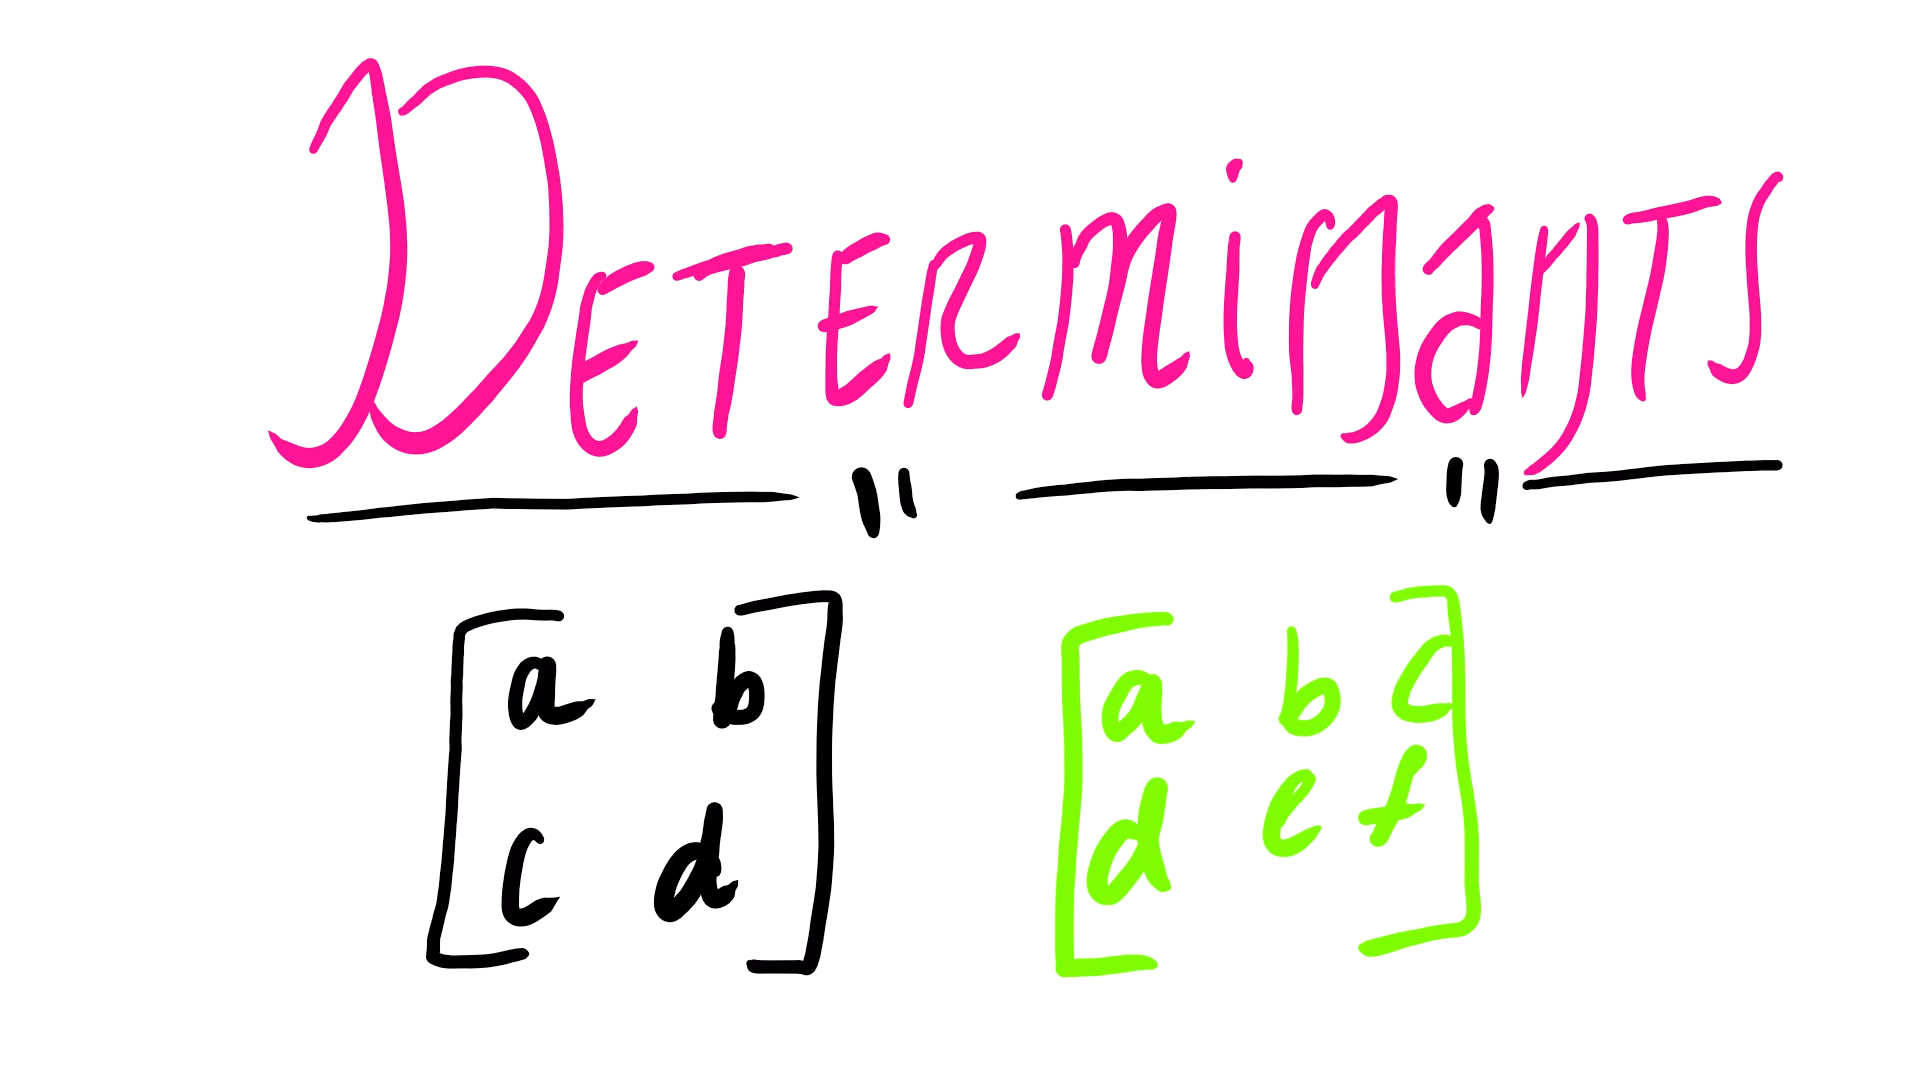 DETERMINANTS
a b
c d
a b c
d e f